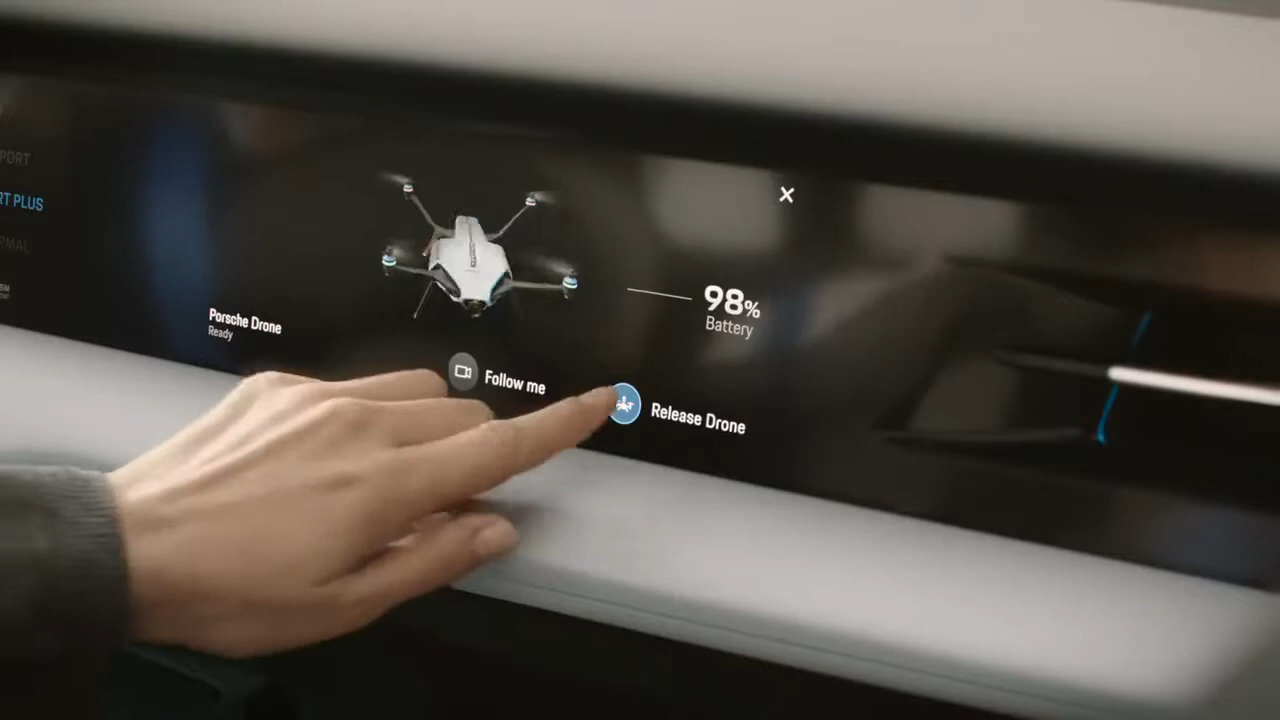 PORT
RT PLUS
RMAL
Porsche Drone
Ready
98%
Battery
Follow me
Release Drone